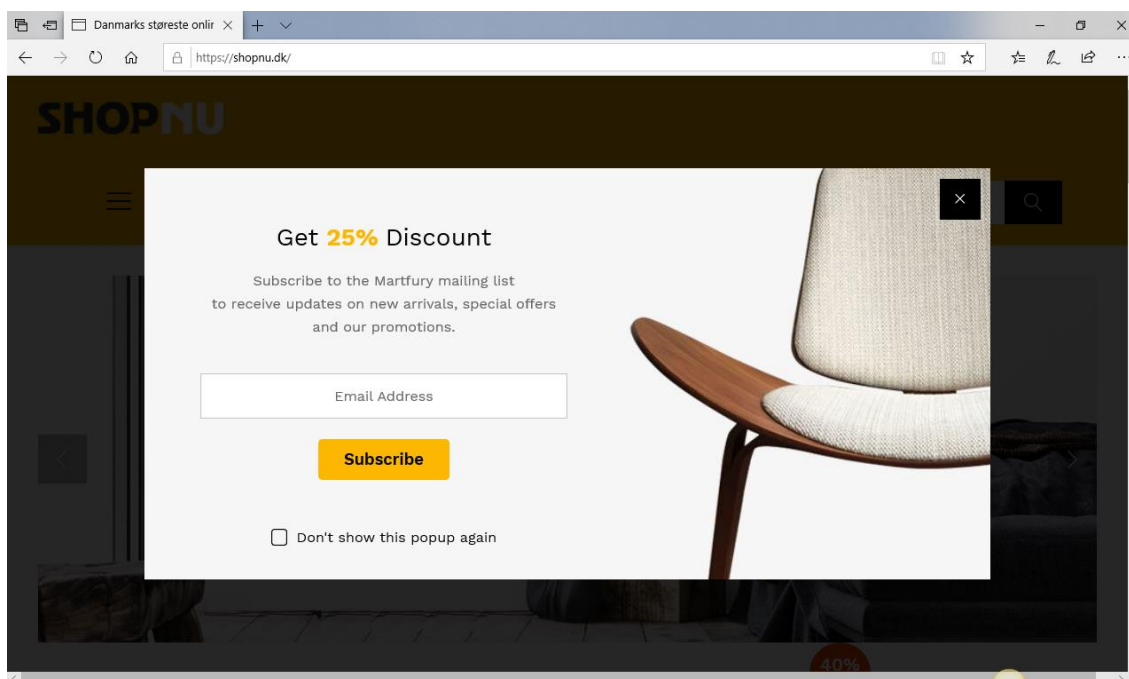 Danmarks største onlir
https://shopnu.dk/
SHOPNU
Get 25% Discount
Subscribe to the Martfury mailing list
to receive updates on new arrivals, special offers
and our promotions.
Email Address
Subscribe
Don't show this popup again
40%